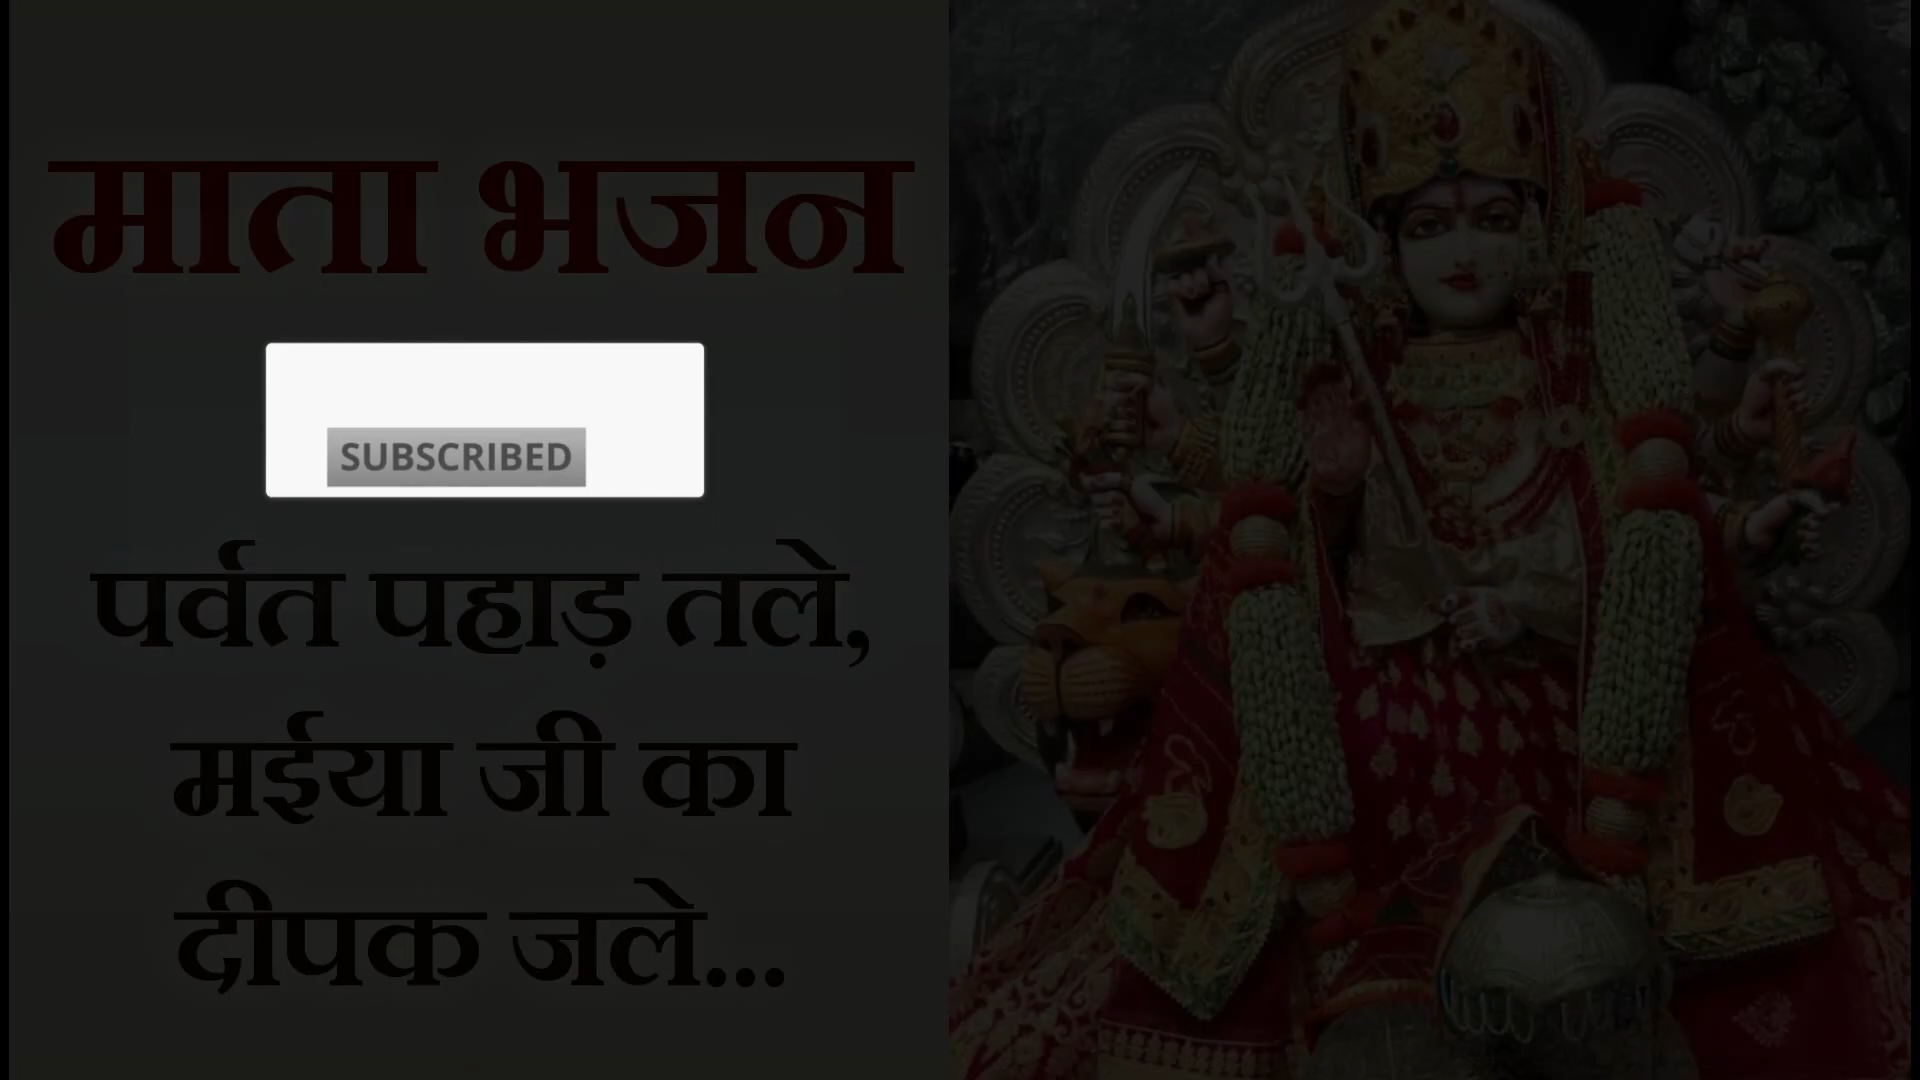 माता भजन
SUBSCRIBED
पर्वत पहाड़ तले,
मईया जी का
दीपक जले...